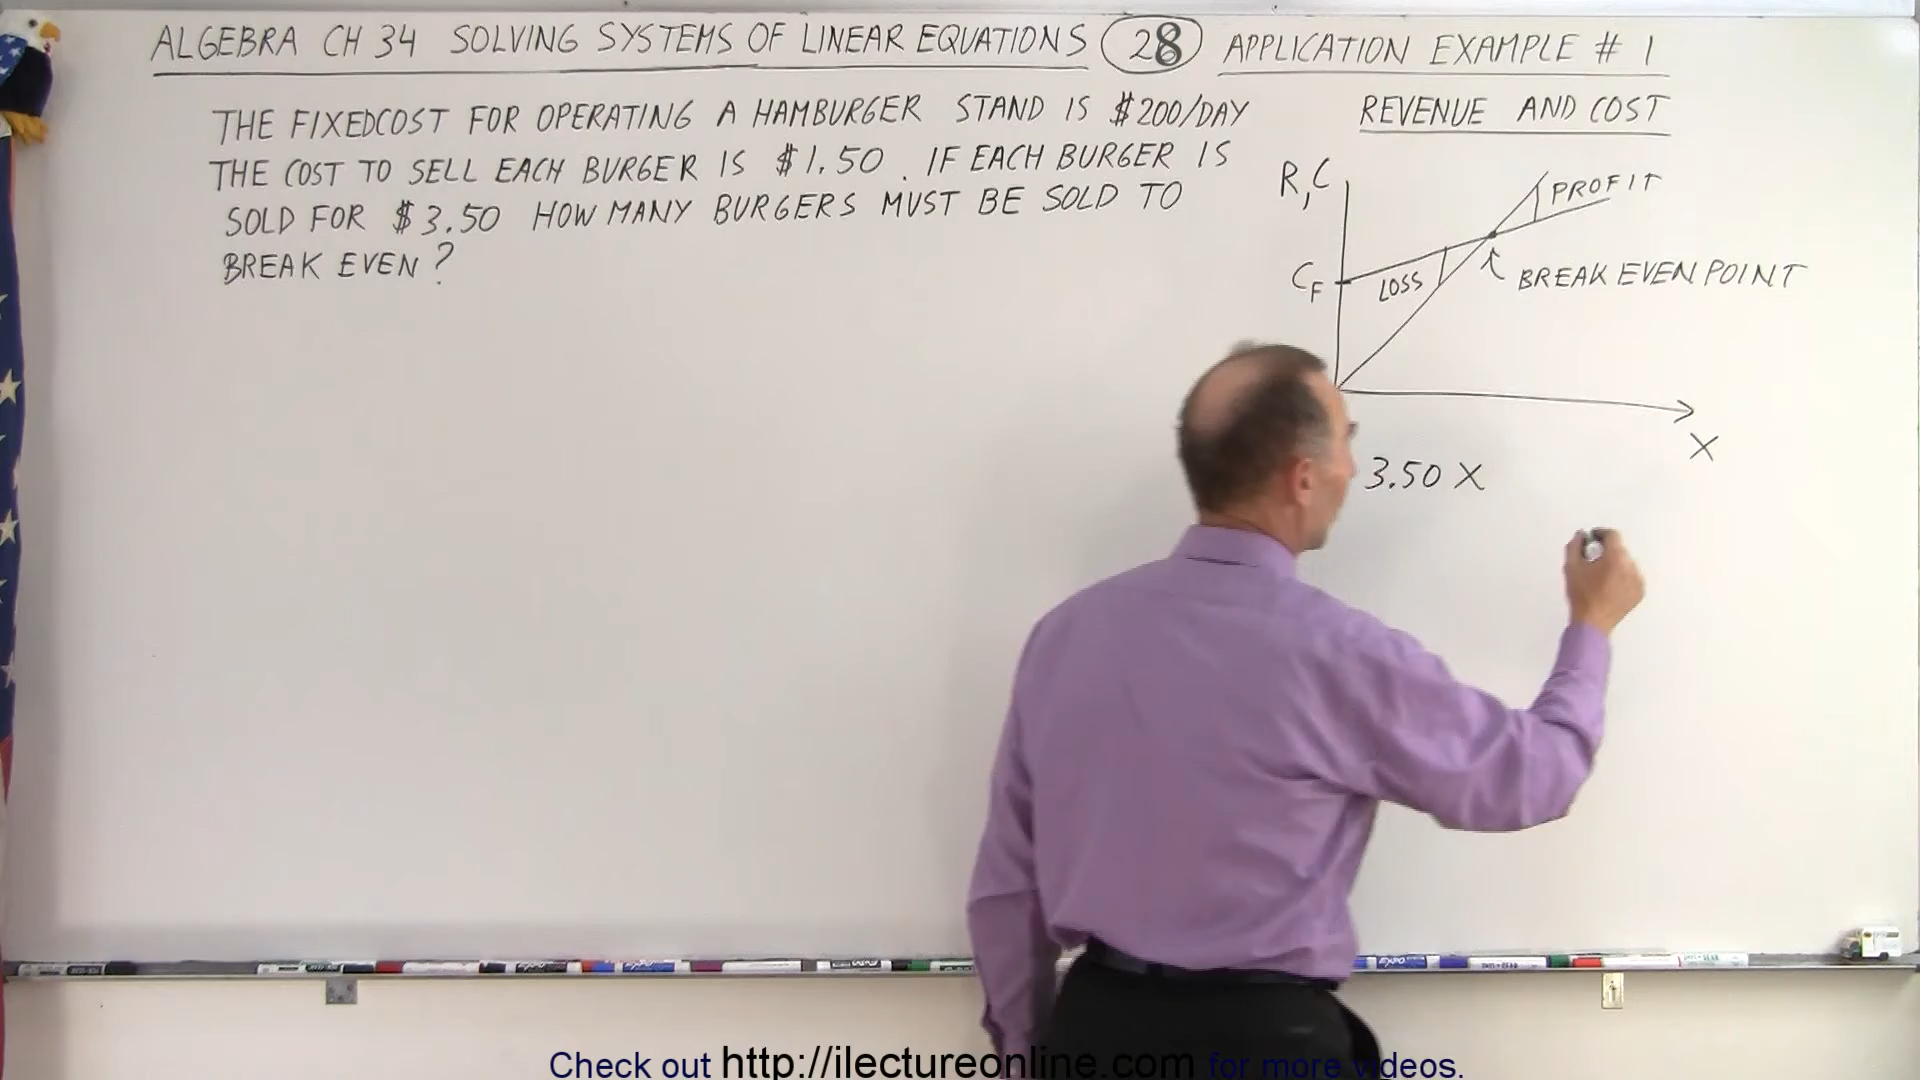 ALGEBRA CH 34 SOLVING SYSTEMS OF LINEAR EQUATIONS 28 APPLICATION EXAMPLE # 1
THE FIXEDCOST FOR OPERATING A HAMBURGER STAND IS $200/DAY
THE COST TO SELL EACH BURGER IS $1.50. IF EACH BURGER IS
SOLD FOR $3.50 HOW MANY BURGERS MUST BE SOLD TO
BREAK EVEN?
REVENUE AND COST
R,C
PROFIT
CF
LOSS
BREAK EVEN POINT
X
3.50 X
Check out http://ilectureonline.com for more videos.